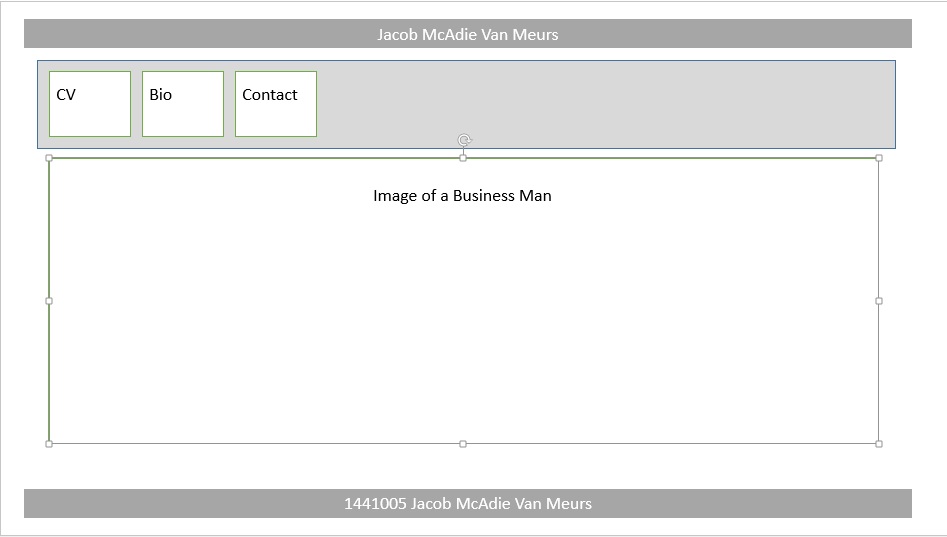 Jacob McAdie Van Meurs
CV
Bio
Contact
Image of a Business Man
1441005 Jacob McAdie Van Meurs